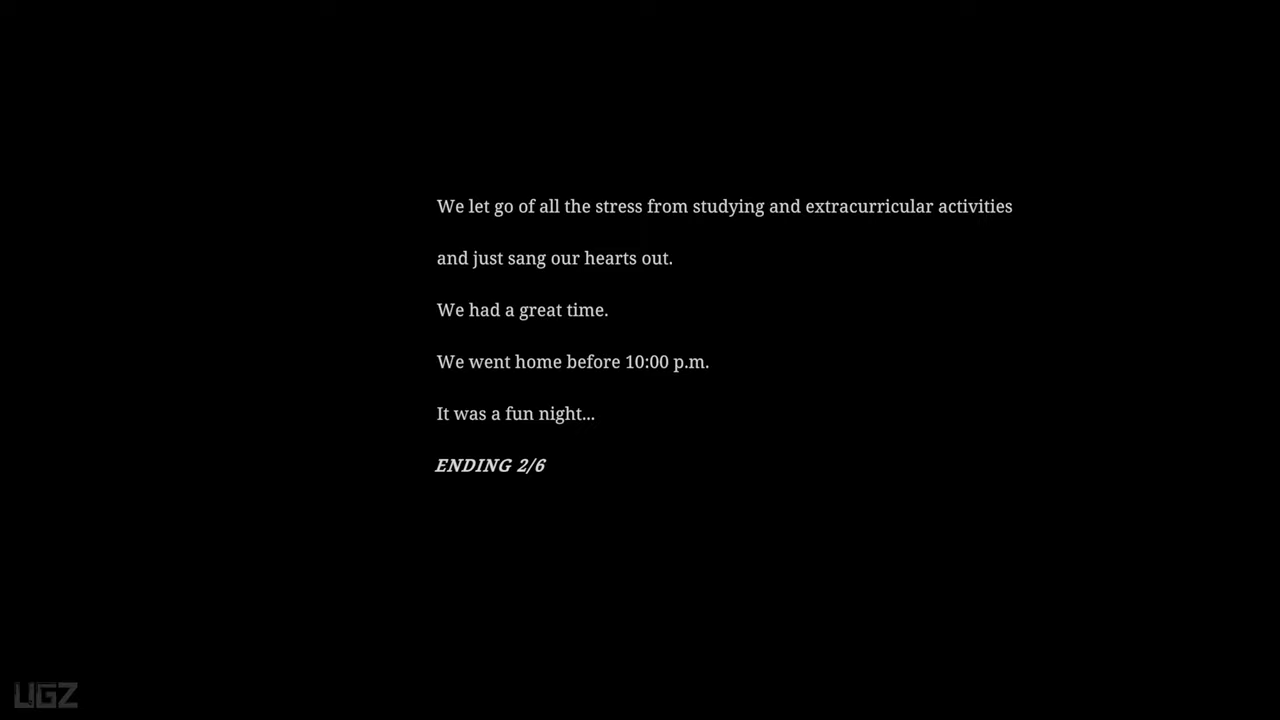 We let go of all the stress from studying and extracurricular activities
and just sang our hearts out.
We had a great time.
We went home before 10:00 p.m.
It was a fun night...
ENDING 2/6
UGZ